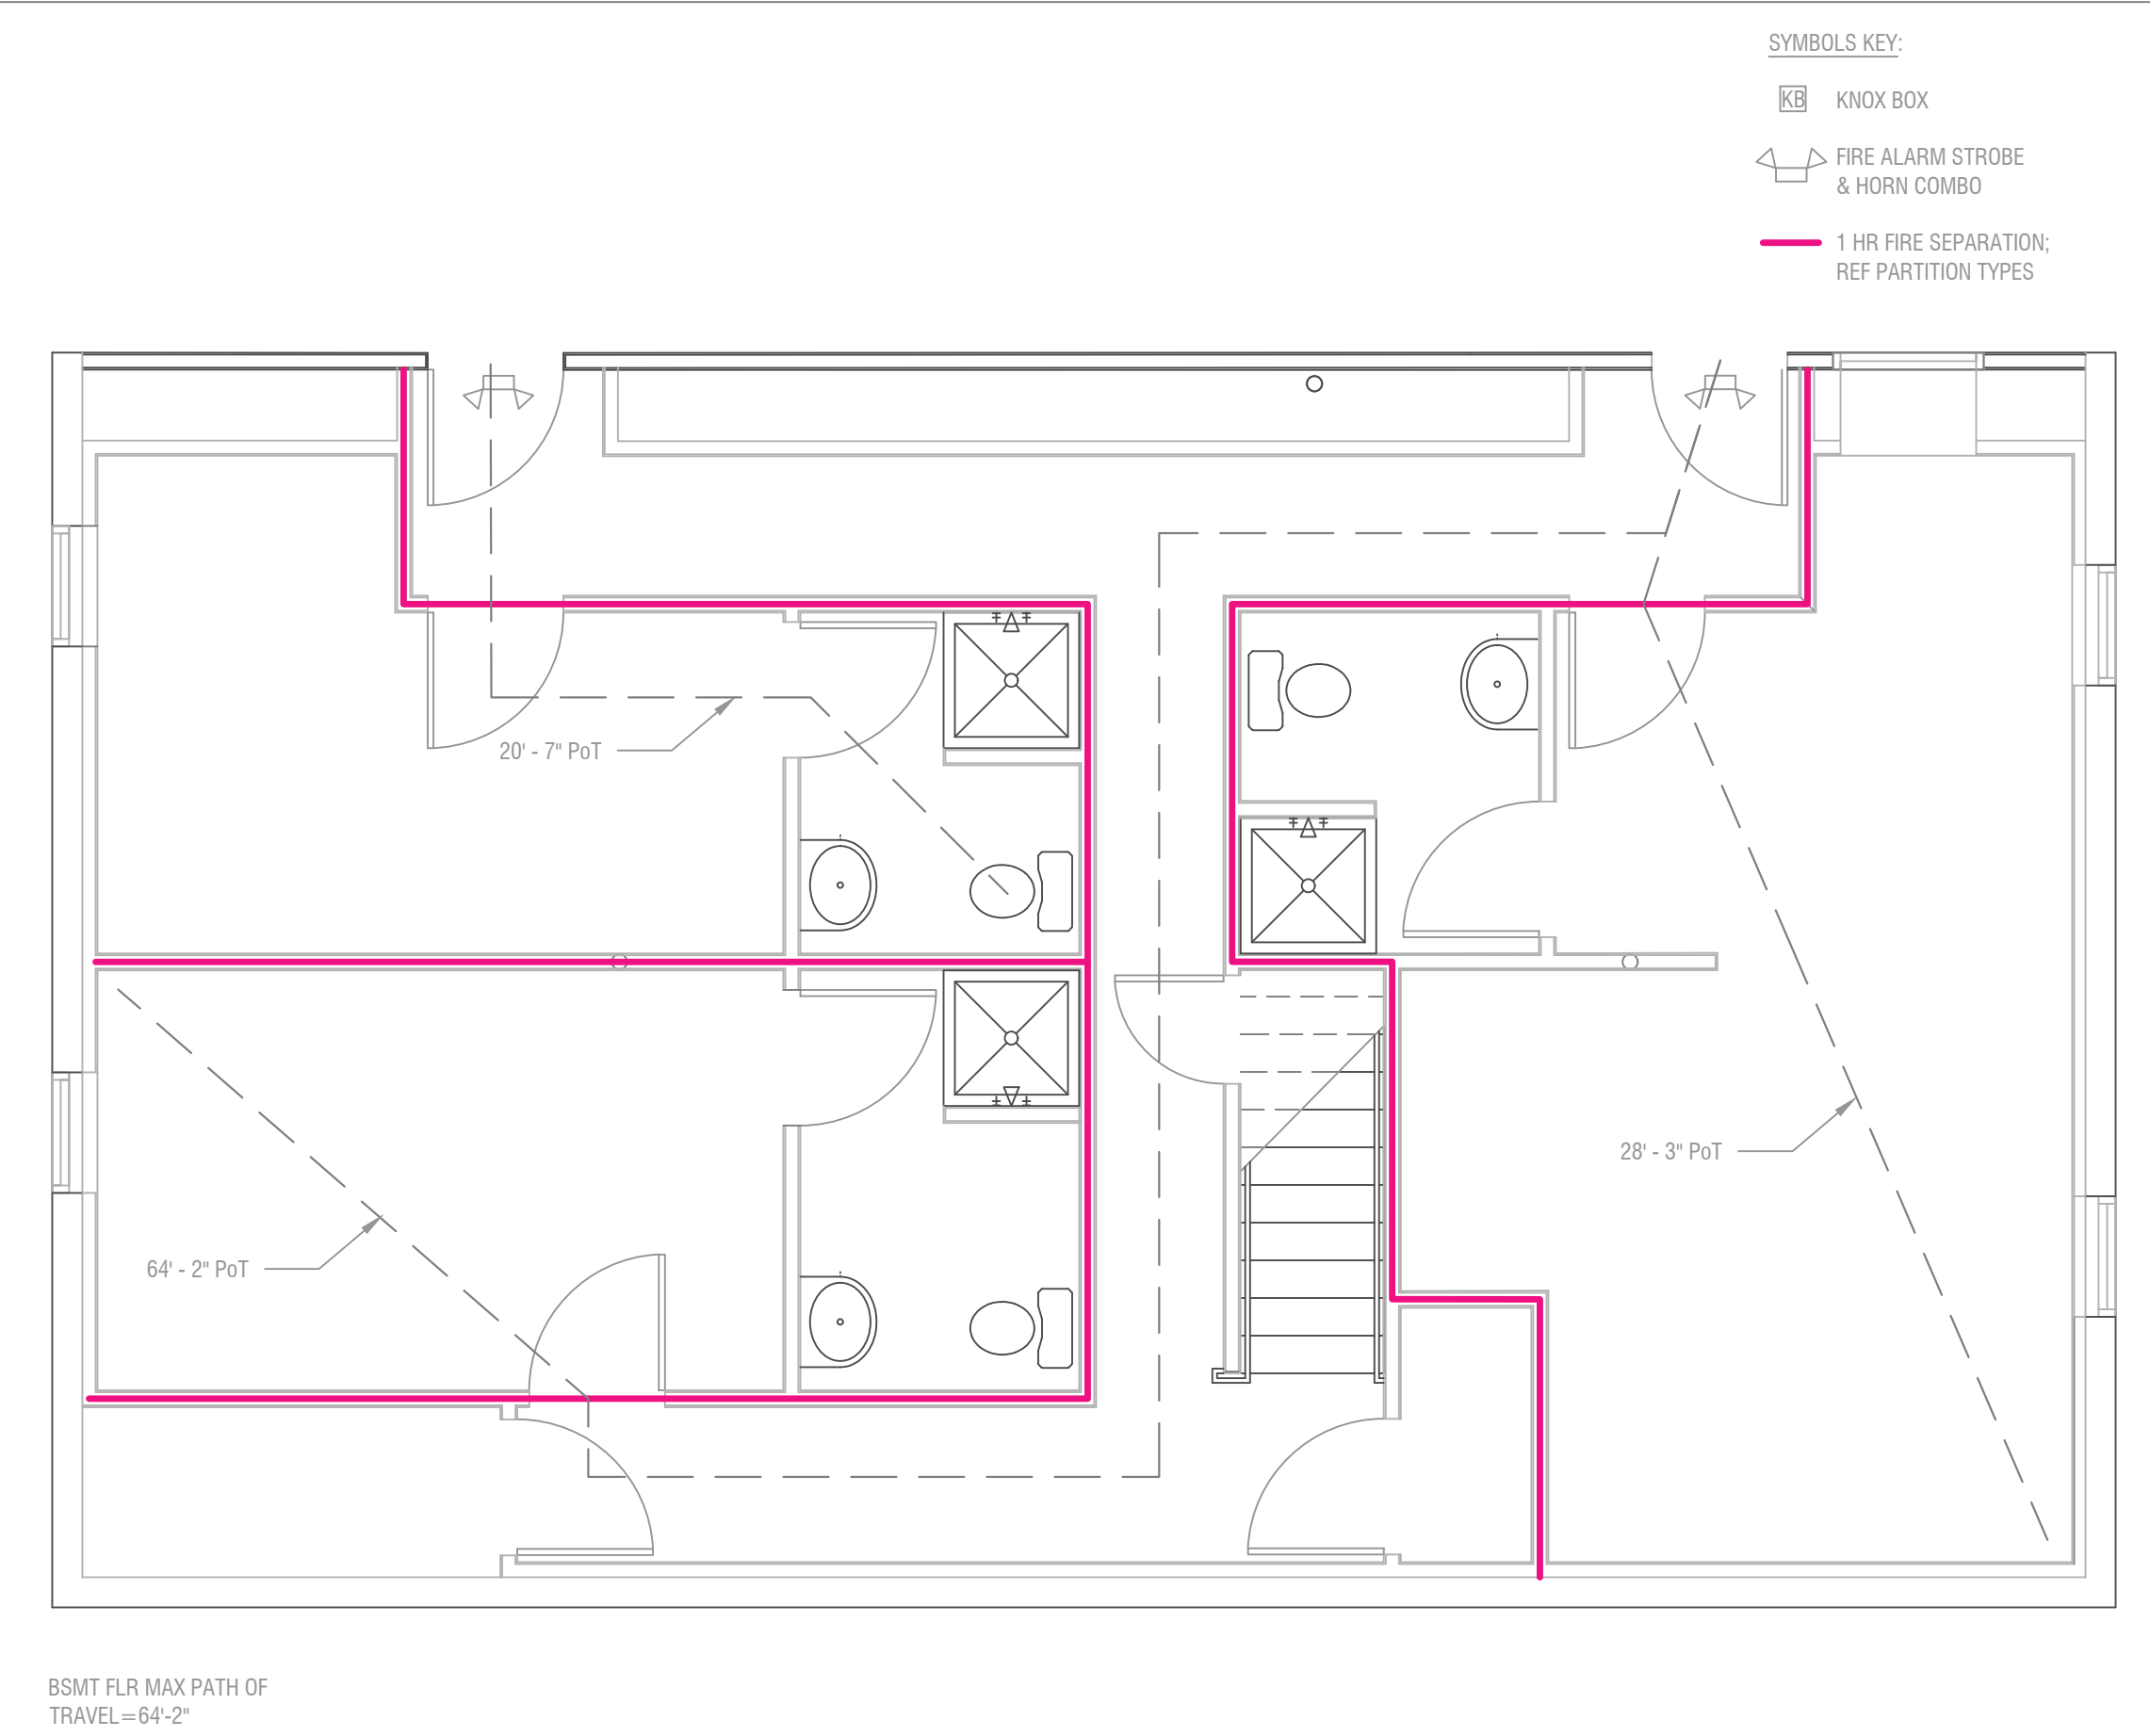 SYMBOLS KEY:
KB KNOX BOX
FIRE ALARM STROBE
& HORN COMBO
1 HR FIRE SEPARATION;
REF PARTITION TYPES
20' - 7" PoT
28' - 3" PoT
64' - 2" PoT
BSMT FLR MAX PATH OF
TRAVEL=64'-2"